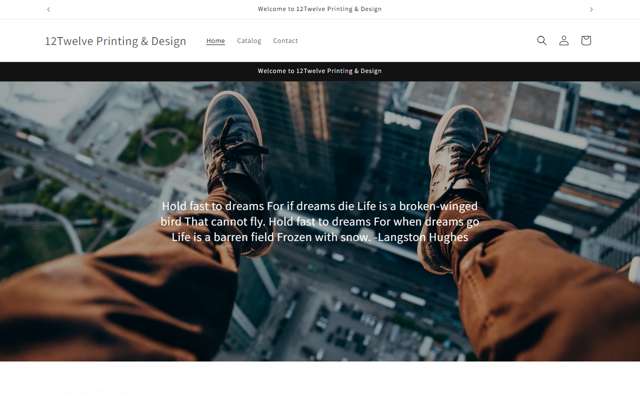 Welcome to 12Twelve Printing & Design
12Twelve Printing & Design
Home
Catalog
Contact
Welcome to 12Twelve Printing & Design
Hold fast to dreams For if dreams die Life is a broken-winged
bird That cannot fly. Hold fast to dreams For when dreams go
Life is a barren field Frozen with snow. -Langston Hughes